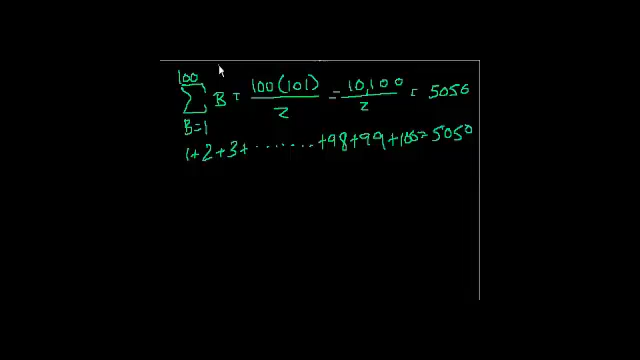 100
∑ B = 100(101)/2 = 10,100/2 = 5050
B=1
1+2+3+.......+98+99+100=5050